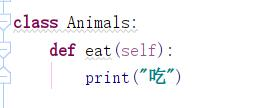 class Animals:
    def eat(self):
        print("吃")